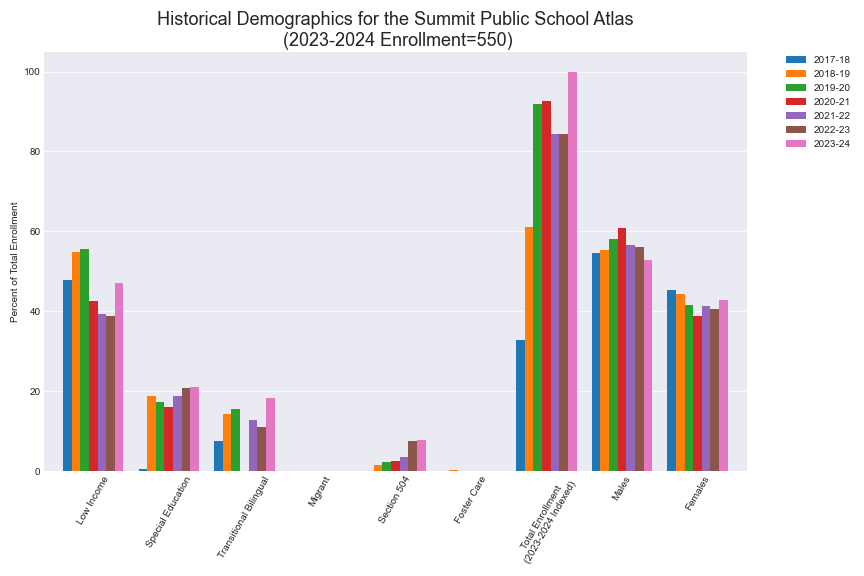 Historical Demographics for the Summit Public School Atlas
(2023-2024 Enrollment=550)
2017-18
2018-19
2019-20
2020-21
2021-22
2022-23
2023-24
Percent of Total Enrollment
100
80
60
40
20
0
Low Income
Special Education
Transitional Bilingual
Migrant
Section 504
Foster Care
Total Enrollment
(2023-2024 Indexed)
Males
Females